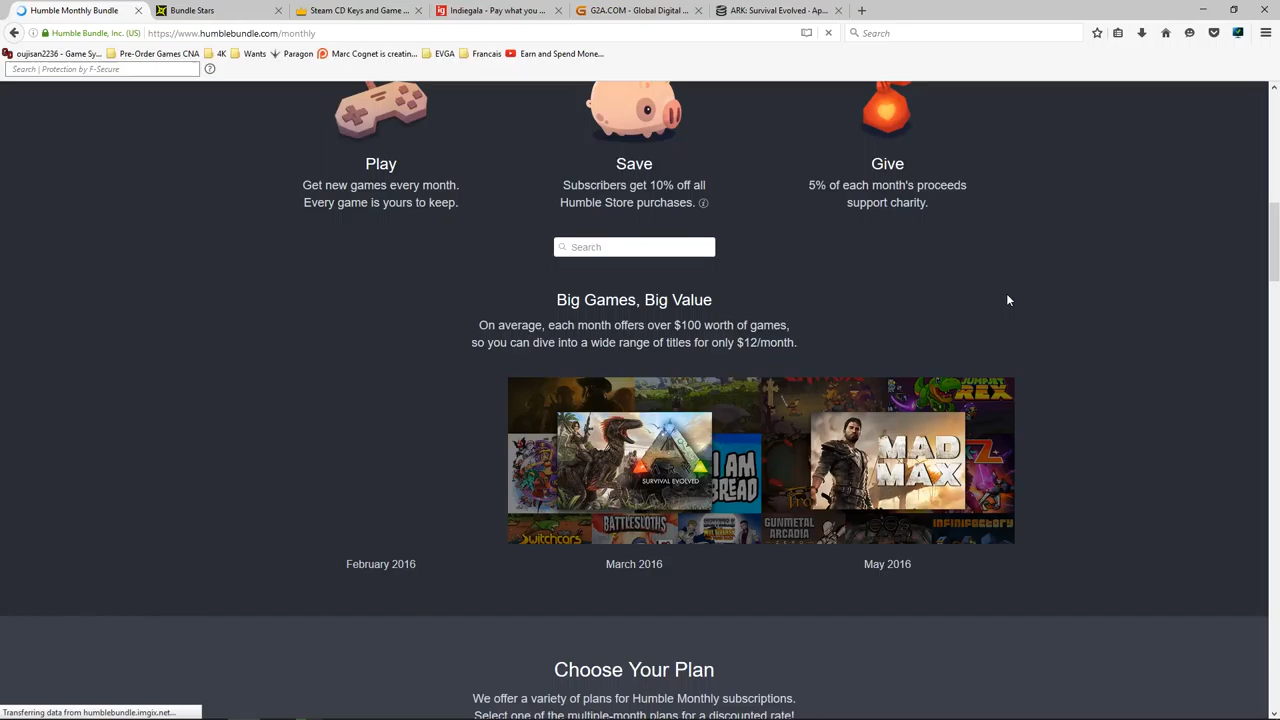 Humble Monthly Bundle
Bundle Stars
Steam CD Keys and Game ...
Indiegala - Pay what you ...
G2A.COM - Global Digital ...
ARK: Survival Evolved - Ap...
Humble Bundle, Inc. (US)
https://www.humblebundle.com/monthly
Search
oujisan2236 - Game Sy...
Pre-Order Games CNA
4K
Wants
Paragon
Marc Cognet is creatin...
EVGA
Francais
Earn and Spend Mone...
Search | Protection by F-Secure
Play
Save
Give
Get new games every month.
Every game is yours to keep.
Subscribers get 10% off all
Humble Store purchases.
5% of each month's proceeds
support charity.
Search
Big Games, Big Value
On average, each month offers over $100 worth of games,
so you can dive into a wide range of titles for only $12/month.
JUMPJET
REX
ARK
SURVIVAL EVOLVED
I AM
BREAD
MAD
MAX
SWITCHCARS
BATTLESLOTHS
GUNMETAL
ARCADIA
INFINIFACTORY
February 2016
March 2016
May 2016
Choose Your Plan
We offer a variety of plans for Humble Monthly subscriptions.
Select one of the multiple-month plans for a discounted rate!
Transferring data from humblebundle.imgix.net...